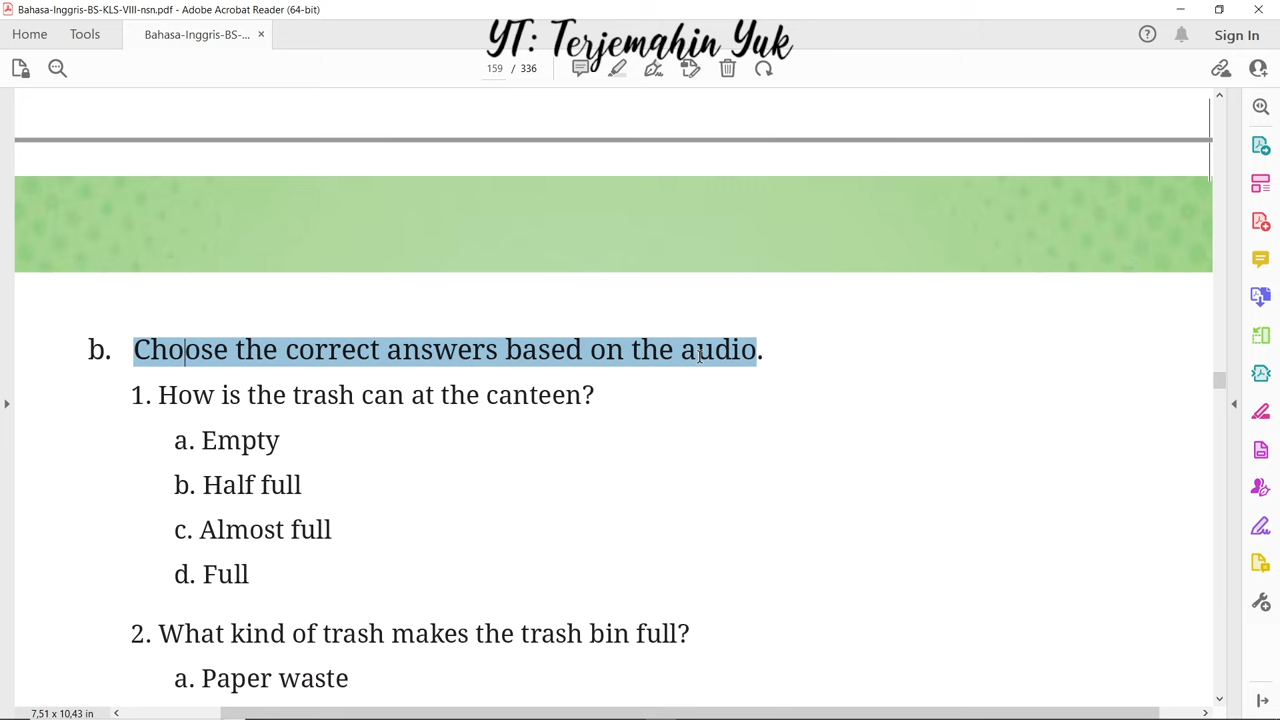 Bahasa-Inggris-BS-KLS-VIII-nsn.pdf - Adobe Acrobat Reader (64-bit)
YT: Terjemahin Yuk
Home Tools Bahasa-Inggris-BS-... × Sign In
159 / 336
b. Choose the correct answers based on the audio.
1. How is the trash can at the canteen?
a. Empty
b. Half full
c. Almost full
d. Full
2. What kind of trash makes the trash bin full?
a. Paper waste
7,51 x 10,43 in